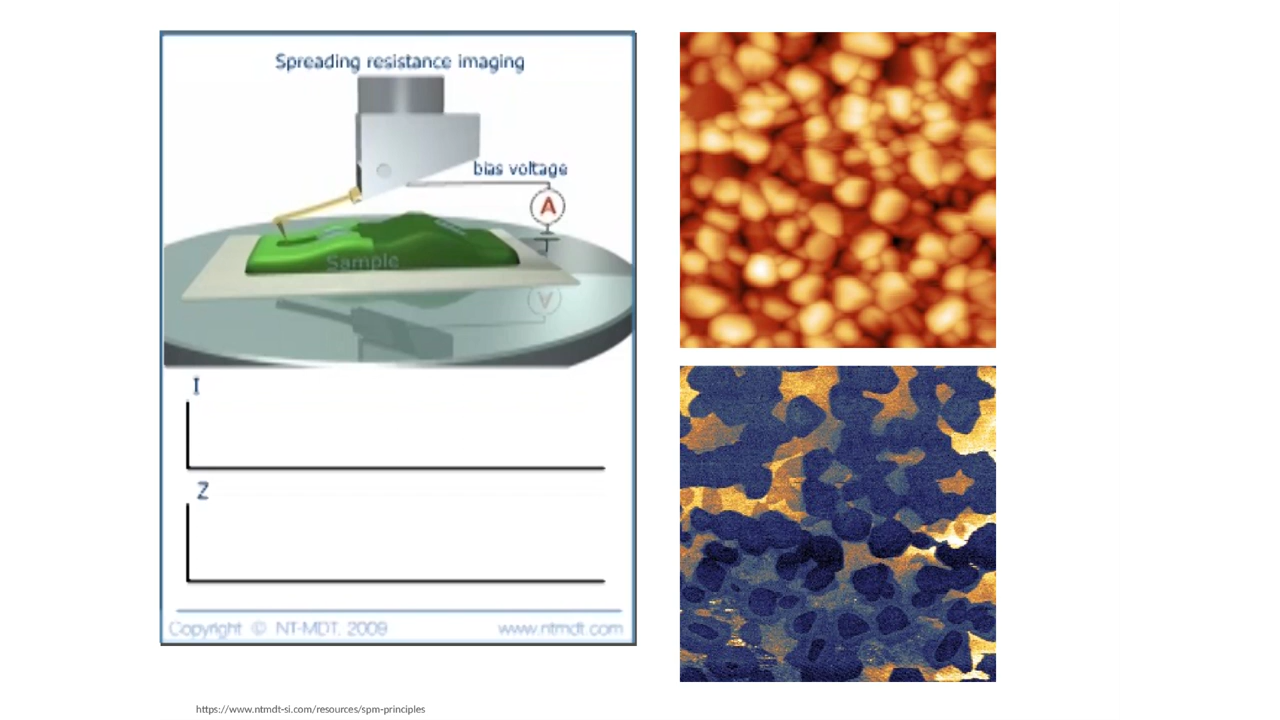 Spreading resistance imaging
bias voltage
A
Sample
V
I
Z
Copyright © NT-MDT, 2009
www.ntmdt.com
https://www.ntmdt-si.com/resources/spm-principles